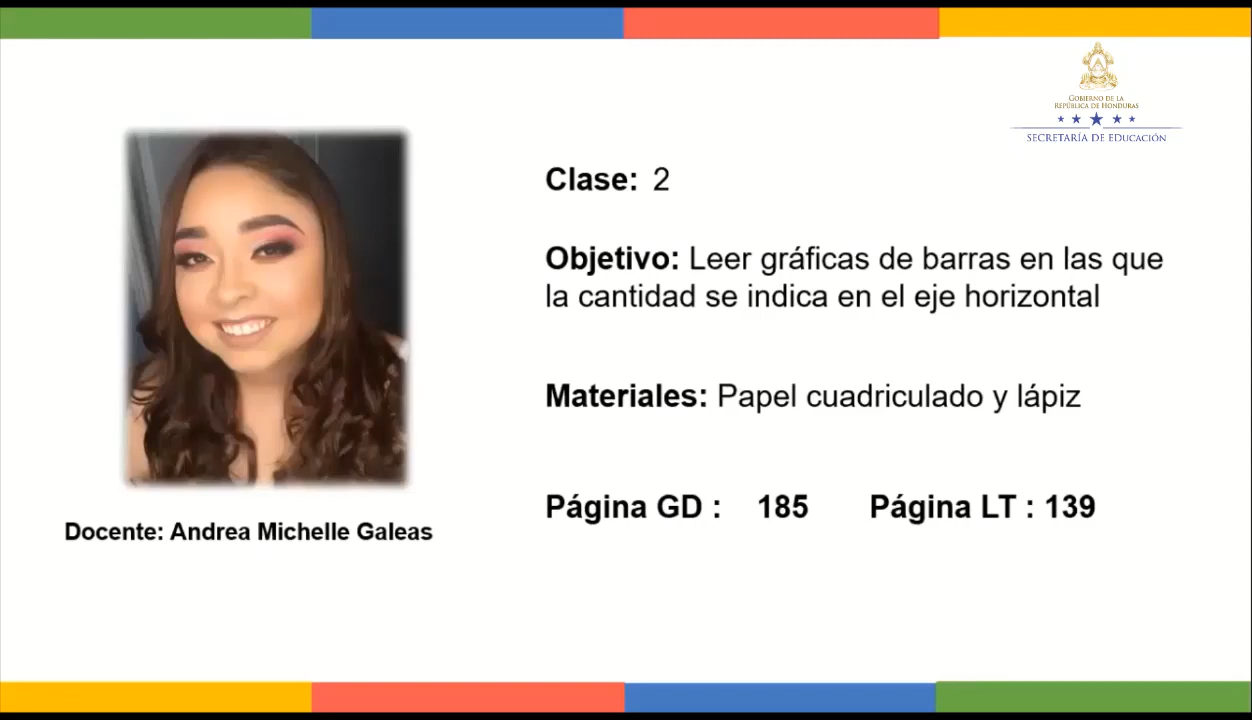 GOBIERNO DE LA
REPÚBLICA DE HONDURAS
SECRETARÍA DE EDUCACIÓN
Clase: 2
Objetivo: Leer gráficas de barras en las que
la cantidad se indica en el eje horizontal
Materiales: Papel cuadriculado y lápiz
Página GD : 185 Página LT : 139
Docente: Andrea Michelle Galeas